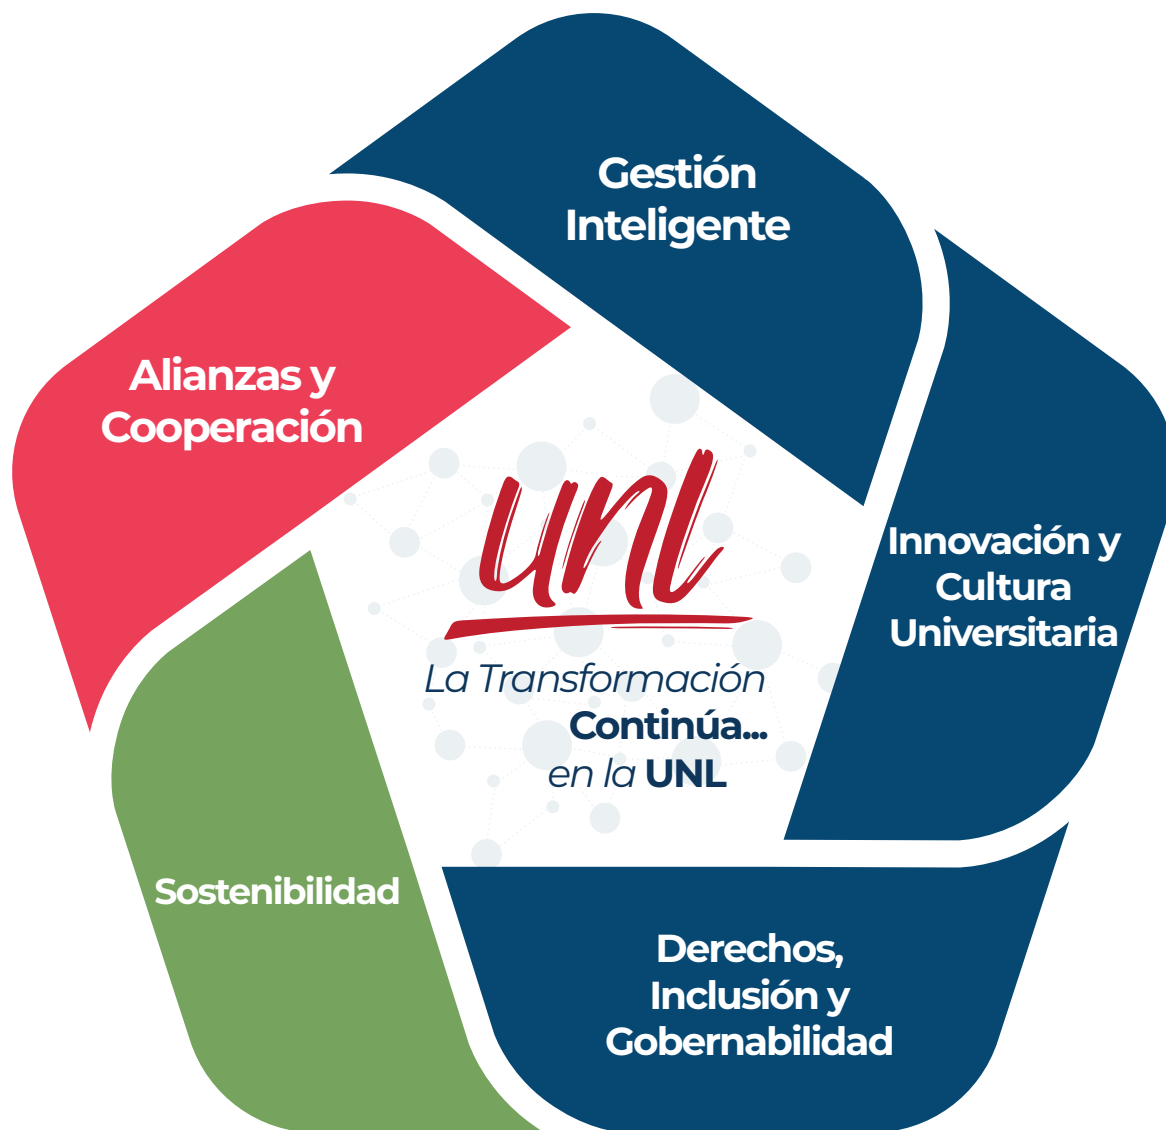 Gestión
Inteligente
Alianzas y
Cooperación
Innovación y
Cultura
Universitaria
unl
La Transformación
Continúa...
en la UNL
Sostenibilidad
Derechos,
Inclusión y
Gobernabilidad